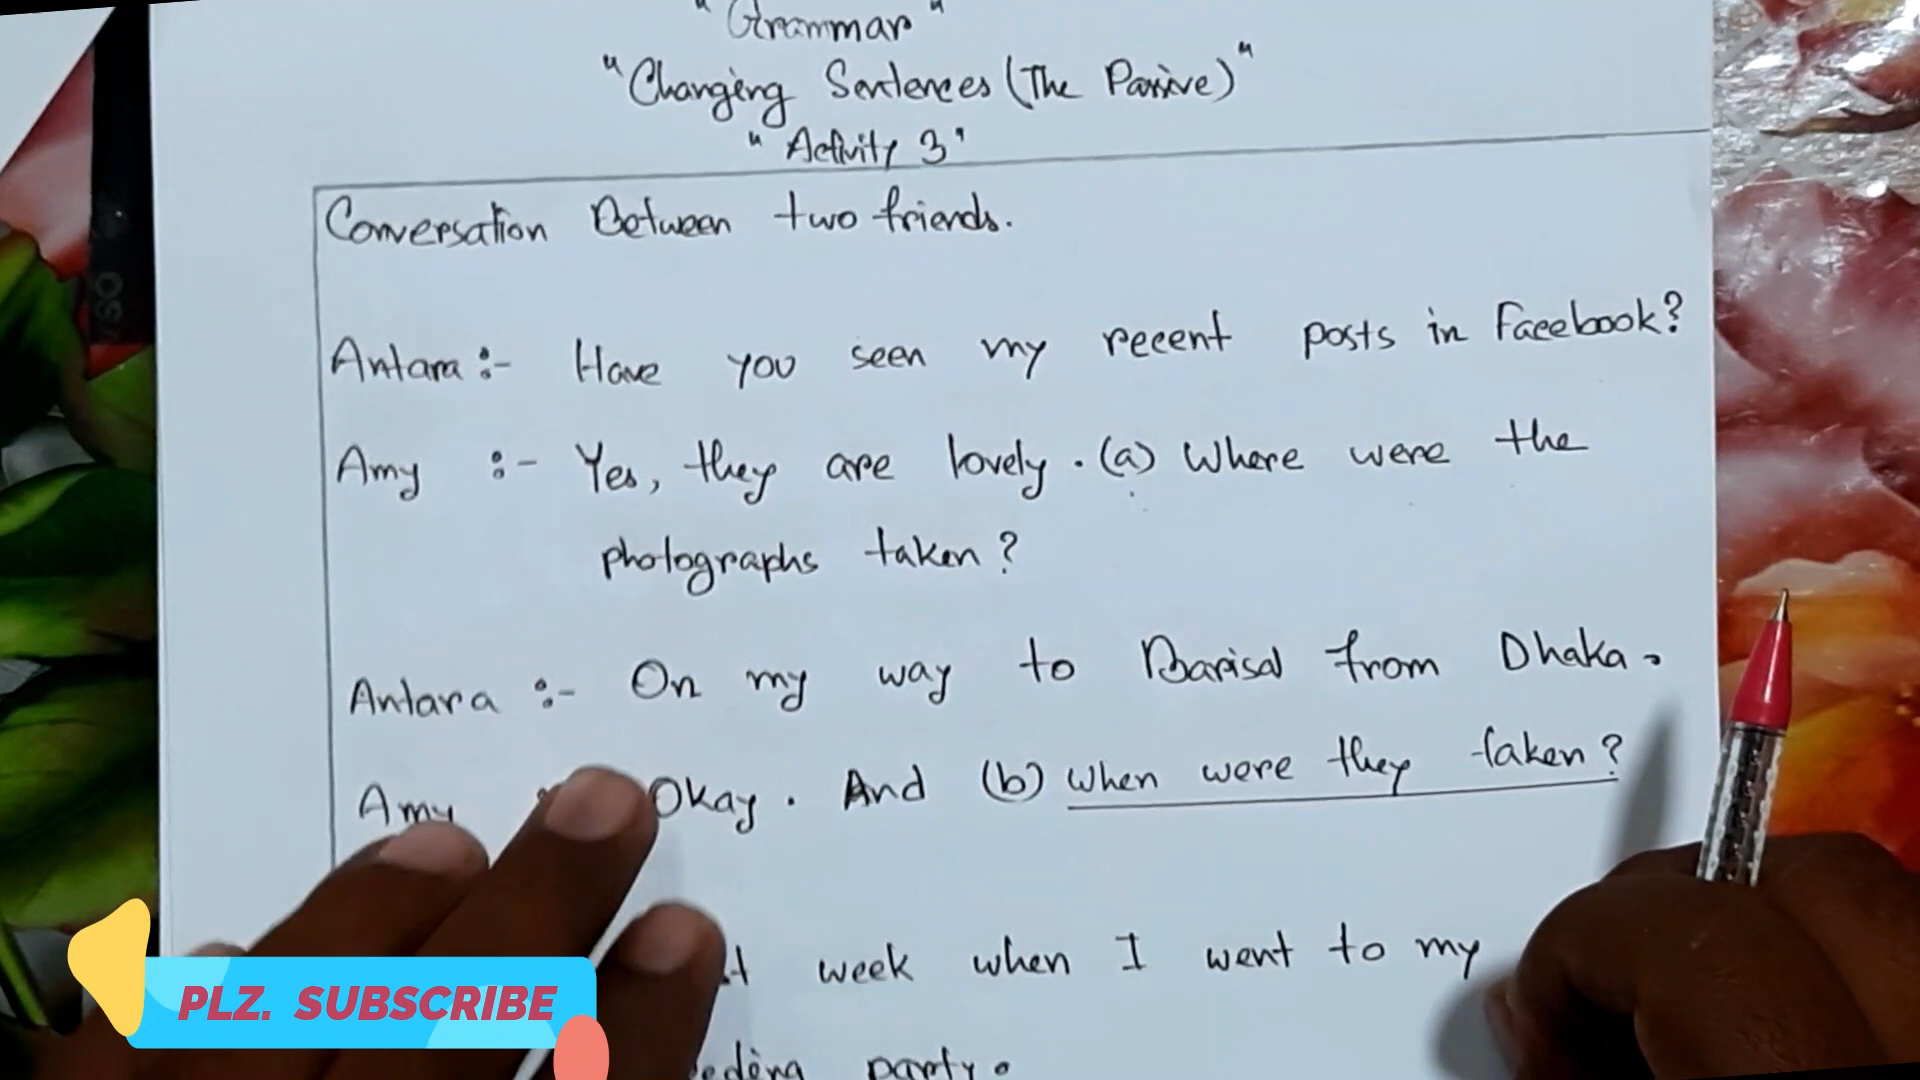 "Grammar"
"Changing Sentences (The Passive)"
"Activity 3"
Conversation Between two friends.
Antara :- Have you seen my recent posts in Facebook?
Amy :- Yes, they are lovely. (a) Where were the
photographs taken?
Antara :- On my way to Barisal from Dhaka.
Amy Okay. And (b) When were they taken?
week when I went to my
party.
PLZ. SUBSCRIBE